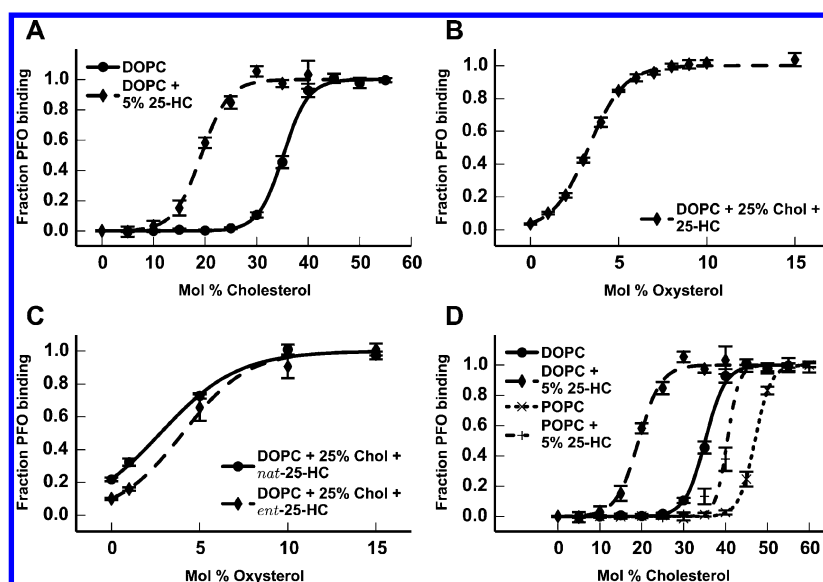 A
DOPC
DOPC +
5% 25-HC
Fraction PFO binding
1.0
0.8
0.6
0.4
0.2
0.0
0 10 20 30 40 50 60
Mol % Cholesterol
B
Fraction PFO binding
1.0
0.8
0.6
0.4
0.2
0.0
DOPC + 25% Chol +
25-HC
0 5 10 15
Mol % Oxysterol
C
Fraction PFO binding
1.0
0.8
0.6
0.4
0.2
0.0
DOPC + 25% Chol +
nat-25-HC
DOPC + 25% Chol +
ent-25-HC
0 5 10 15
Mol % Oxysterol
D
DOPC
DOPC +
5% 25-HC
POPC
POPC +
5% 25-HC
Fraction PFO binding
1.0
0.8
0.6
0.4
0.2
0.0
0 10 20 30 40 50 60
Mol % Cholesterol